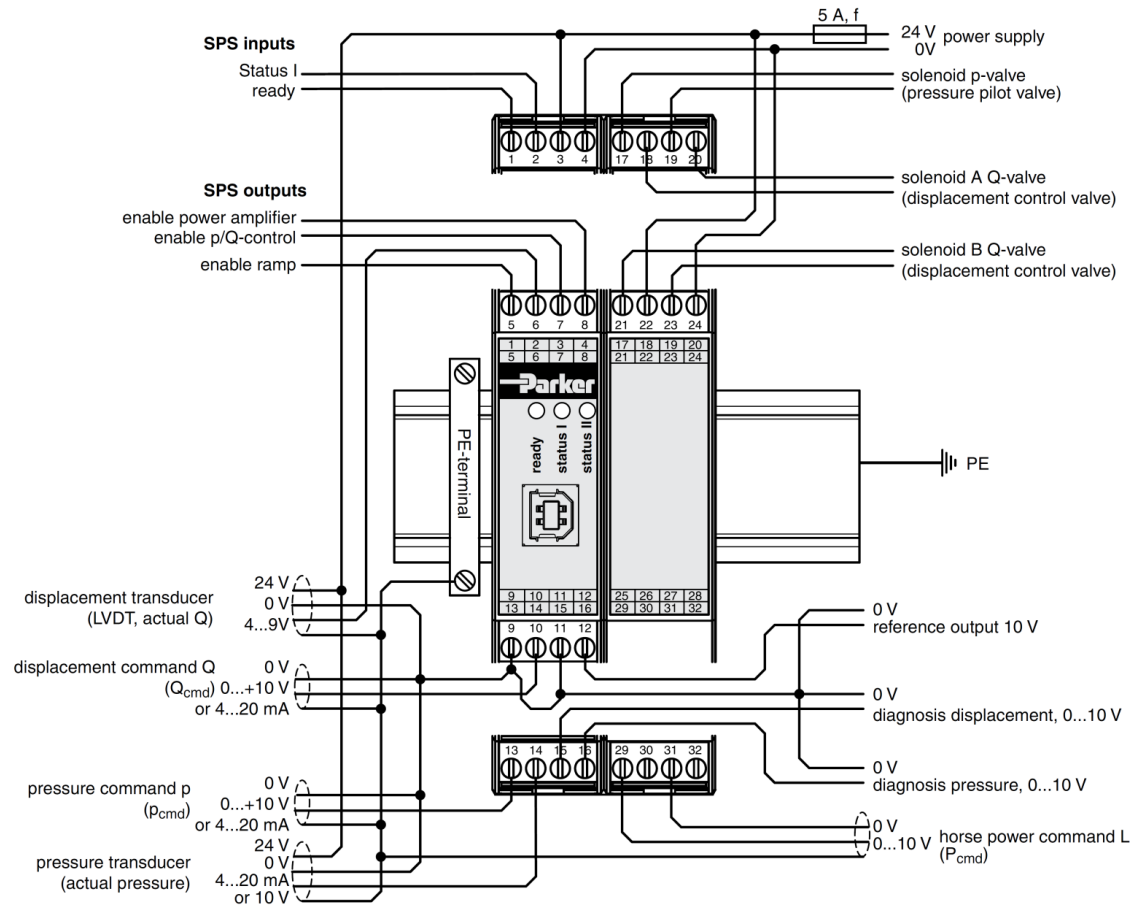 5 A, f
SPS inputs
24 V power supply
0V
Status I
ready
solenoid p-valve
(pressure pilot valve)
1 2 3 4 17 18 19 20
SPS outputs
solenoid A Q-valve
(displacement control valve)
enable power amplifier
enable p/Q-control
enable ramp
solenoid B Q-valve
(displacement control valve)
5 6 7 8 21 22 23 24
1 2 3 4 17 18 19 20
5 6 7 8 21 22 23 24
Parker
ready
status I
status II
PE-terminal
PE
9 10 11 12 25 26 27 28
13 14 15 16 29 30 31 32
9 10 11 12
displacement transducer
(LVDT, actual Q)
24 V
0 V
4...9V
displacement command Q
(Qcmd)
0 V
0...+10 V
or 4...20 mA
0 V
reference output 10 V
0 V
diagnosis displacement, 0...10 V
13 14 15 16 29 30 31 32
0 V
diagnosis pressure, 0...10 V
pressure command p
(pcmd)
0 V
0...+10 V
or 4...20 mA
pressure transducer
(actual pressure)
24 V
0 V
4...20 mA
or 10 V
0 V
0...10 V
horse power command L
(Pcmd)